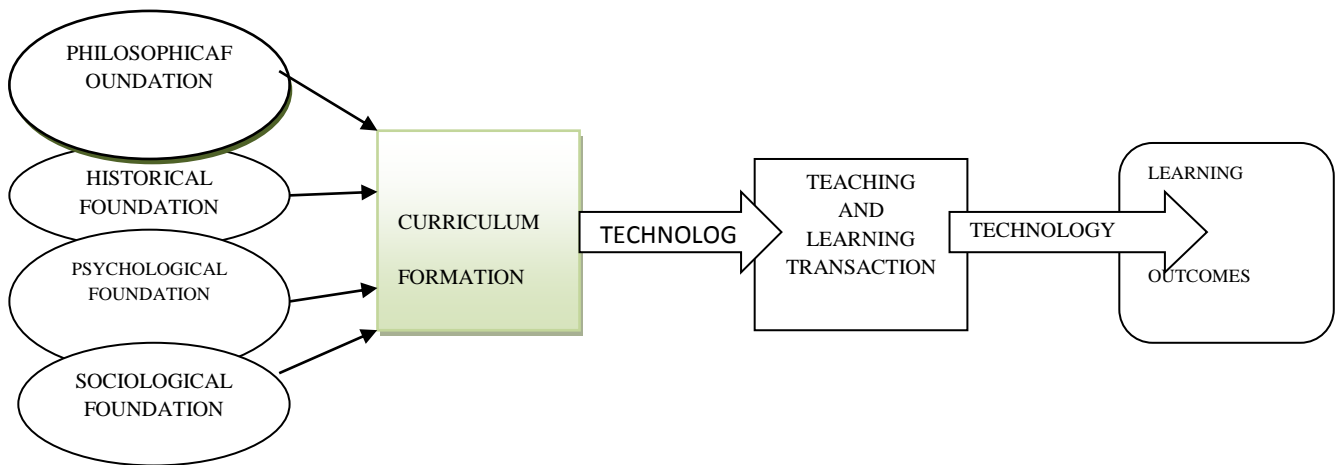 PHILOSOPHICAF
OUNDATION
HISTORICAL
FOUNDATION
PSYCHOLOGICAL
FOUNDATION
SOCIOLOGICAL
FOUNDATION
CURRICULUM
FORMATION
TECHNOLOG
TEACHING
AND
LEARNING
TRANSACTION
TECHNOLOGY
LEARNING
OUTCOMES